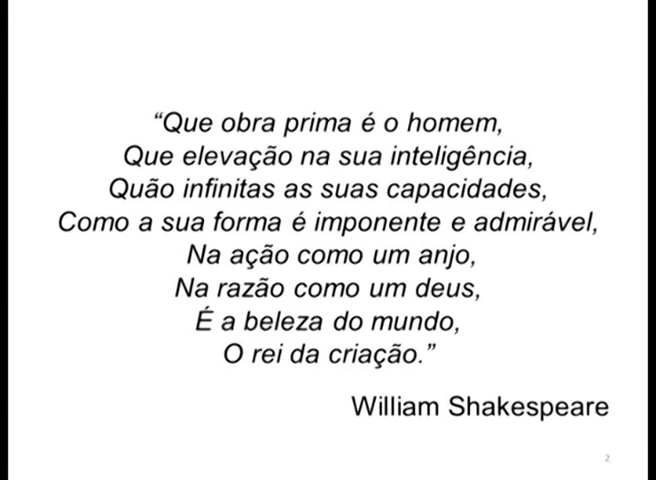 “Que obra prima é o homem,
Que elevação na sua inteligência,
Quão infinitas as suas capacidades,
Como a sua forma é imponente e admirável,
Na ação como um anjo,
Na razão como um deus,
É a beleza do mundo,
O rei da criação.”
William Shakespeare
2